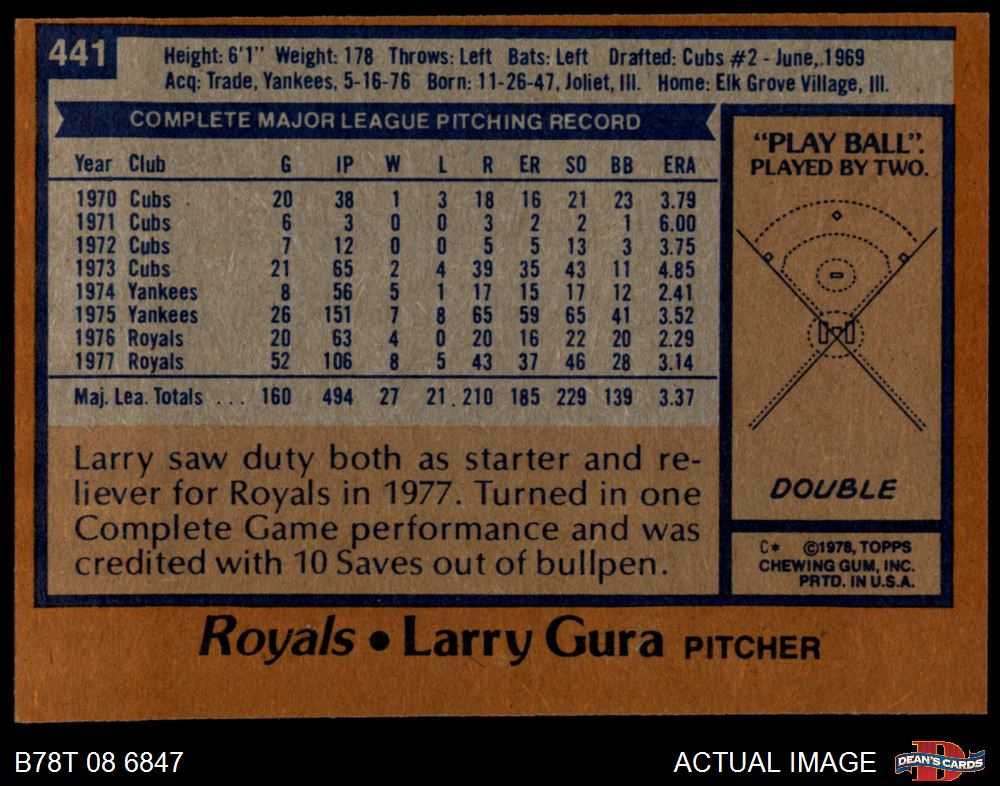 441
Height: 6'1" Weight: 178 Throws: Left Bats: Left Drafted: Cubs #2 - June, 1969
Acq: Trade, Yankees, 5-16-76 Born: 11-26-47, Joliet, Ill. Home: Elk Grove Village, Ill.
COMPLETE MAJOR LEAGUE PITCHING RECORD
Year Club G IP W L R ER SO BB ERA
1970 Cubs 20 38 1 3 18 16 21 23 3.79
1971 Cubs 6 3 0 0 3 2 2 1 6.00
1972 Cubs 7 12 0 0 5 5 13 3 3.75
1973 Cubs 21 65 2 4 39 35 43 11 4.85
1974 Yankees 8 56 5 1 17 15 17 12 2.41
1975 Yankees 26 151 7 8 65 59 65 41 3.52
1976 Royals 20 63 4 0 20 16 22 20 2.29
1977 Royals 52 106 8 5 43 37 46 28 3.14
Maj. Lea. Totals ... 160 494 27 21 210 185 229 139 3.37
Larry saw duty both as starter and re-
liever for Royals in 1977. Turned in one
Complete Game performance and was
credited with 10 Saves out of bullpen.
"PLAY BALL".
PLAYED BY TWO.
DOUBLE
C* ©1978, TOPPS
CHEWING GUM, INC.
PRTD. IN U.S.A.
Royals • Larry Gura PITCHER
B78T 08 6847
ACTUAL IMAGE
D
DEAN'S CARDS